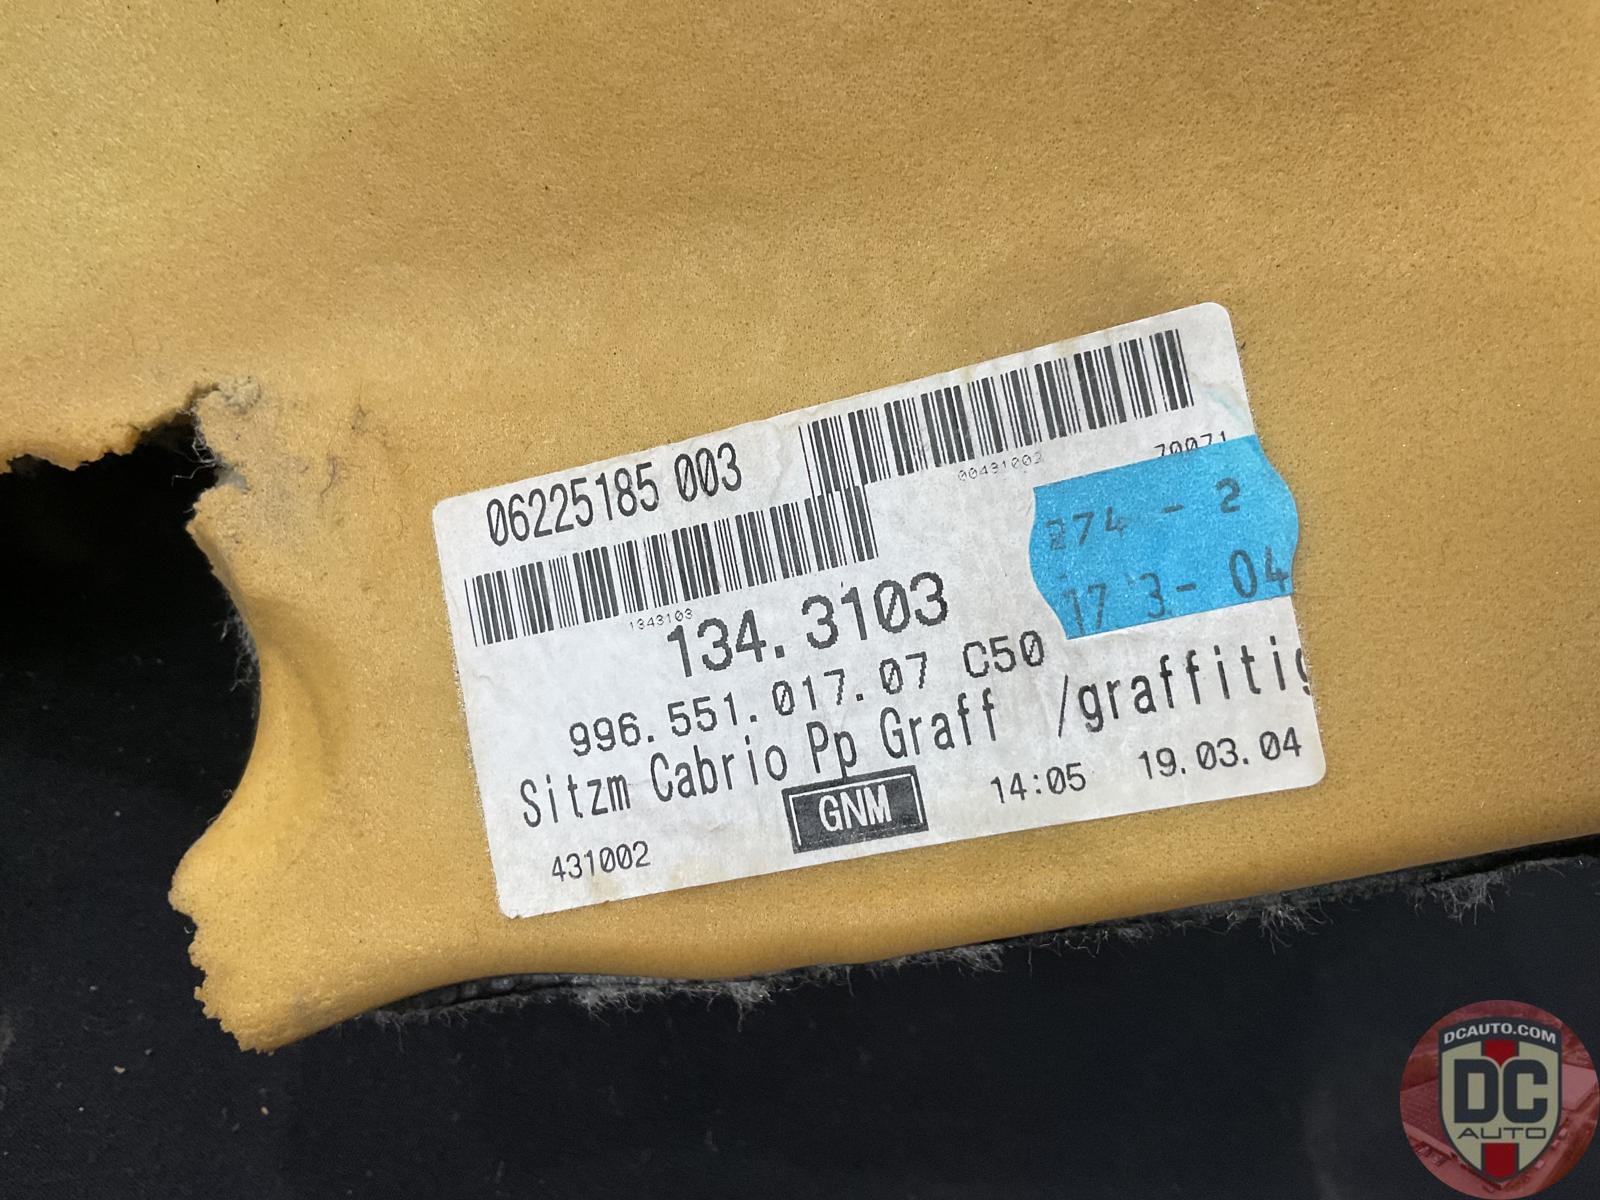 06225185 003
00431002
70071
1343103
134.3103
274 - 2
17 3- 04
996.551.017.07 C50
Sitzm Cabrio Pp Graff /graffitig
GNM
14:05 19.03.04
431002
DCAUTO.COM
DC
AUTO